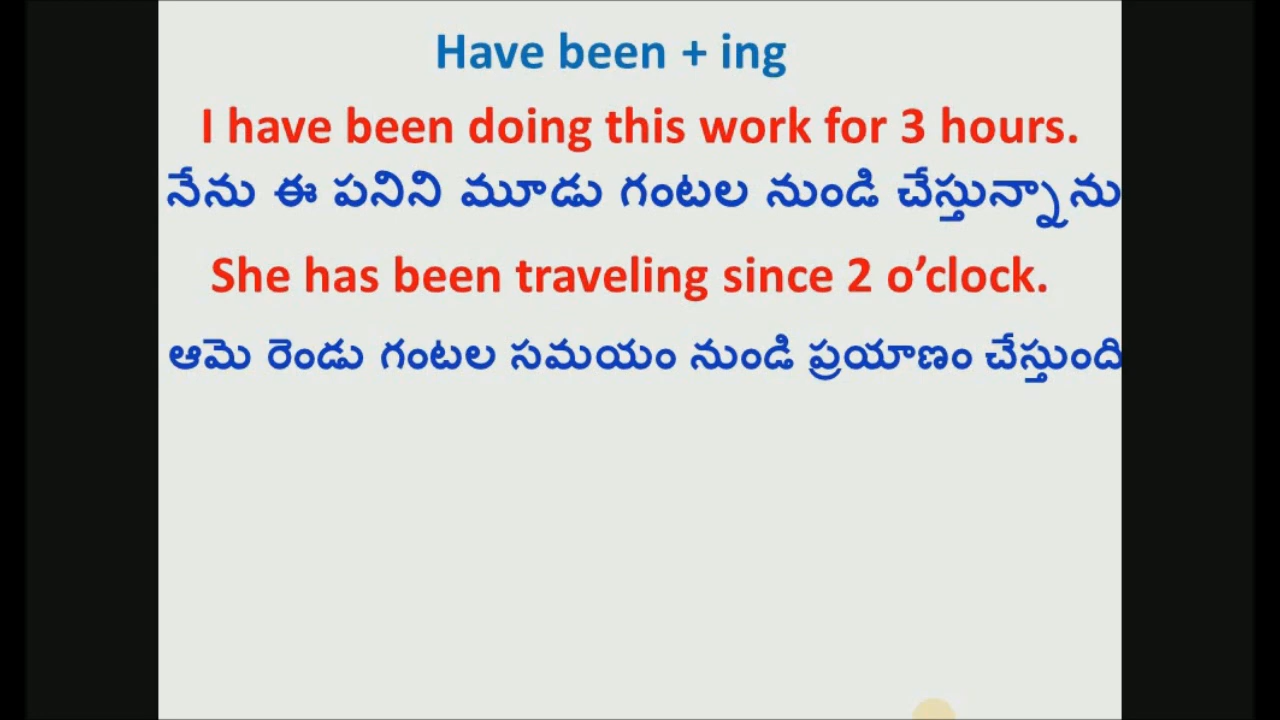 Have been + ing
I have been doing this work for 3 hours.
నేను ఈ పనిని మూడు గంటల నుండి చేస్తున్నాను
She has been traveling since 2 o’clock.
ఆమె రెండు గంటల సమయం నుండి ప్రయాణం చేస్తుంది